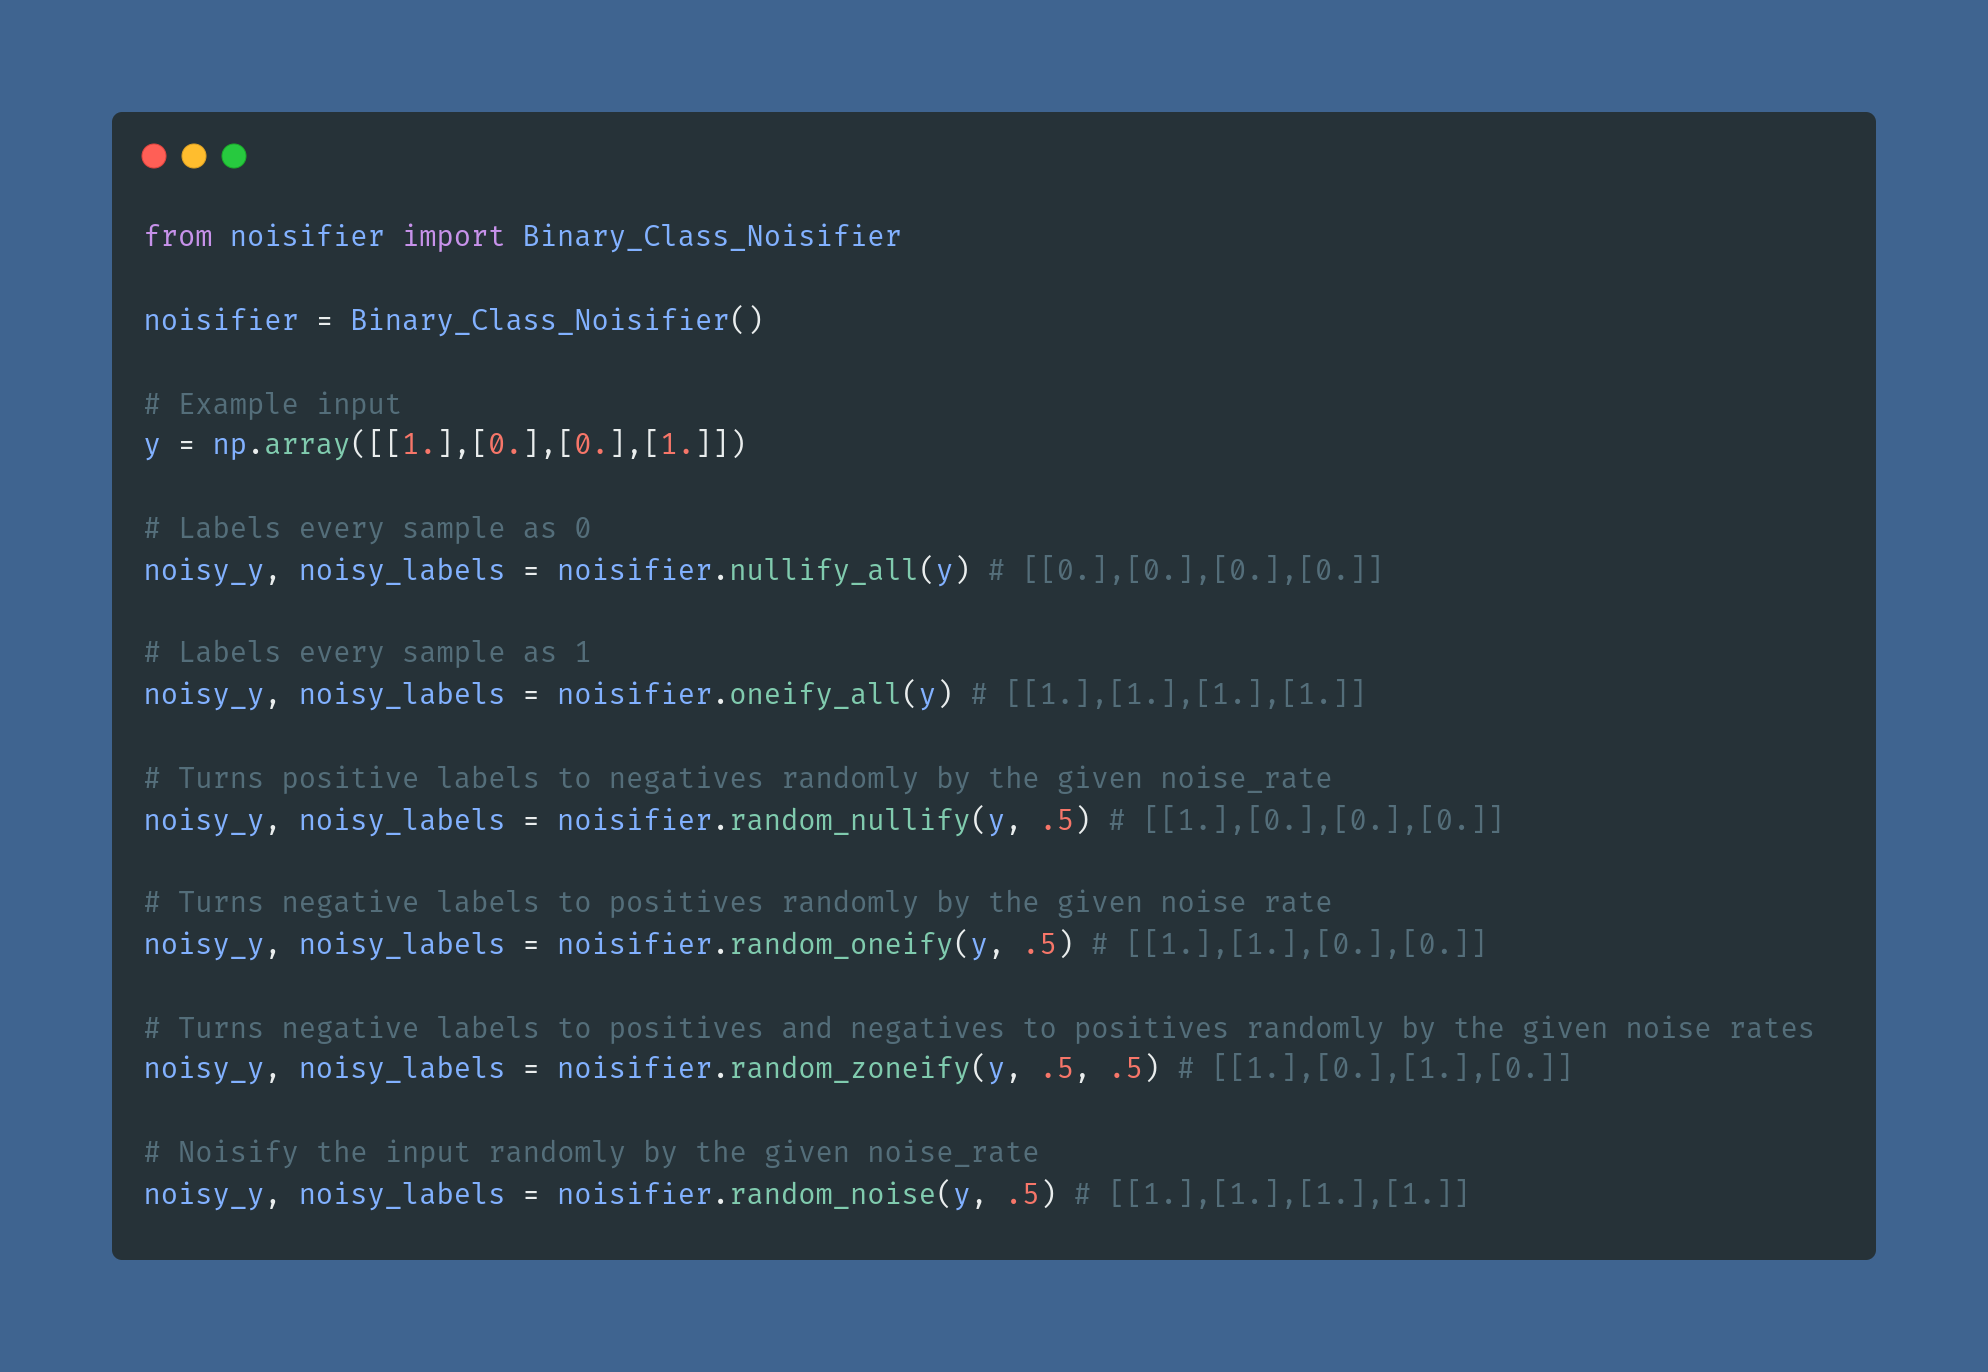 from noisifier import Binary_Class_Noisifier
noisifier = Binary_Class_Noisifier()
# Example input
y = np.array([[1.],[0.],[0.],[1.]])
# Labels every sample as 0
noisy_y, noisy_labels = noisifier.nullify_all(y) # [[0.],[0.],[0.],[0.]]
# Labels every sample as 1
noisy_y, noisy_labels = noisifier.oneify_all(y) # [[1.],[1.],[1.],[1.]]
# Turns positive labels to negatives randomly by the given noise_rate
noisy_y, noisy_labels = noisifier.random_nullify(y, .5) # [[1.],[0.],[0.],[0.]]
# Turns negative labels to positives randomly by the given noise rate
noisy_y, noisy_labels = noisifier.random_oneify(y, .5) # [[1.],[1.],[0.],[0.]]
# Turns negative labels to positives and negatives to positives randomly by the given noise rates
noisy_y, noisy_labels = noisifier.random_zoneify(y, .5, .5) # [[1.],[0.],[1.],[0.]]
# Noisify the input randomly by the given noise_rate
noisy_y, noisy_labels = noisifier.random_noise(y, .5) # [[1.],[1.],[1.],[1.]]